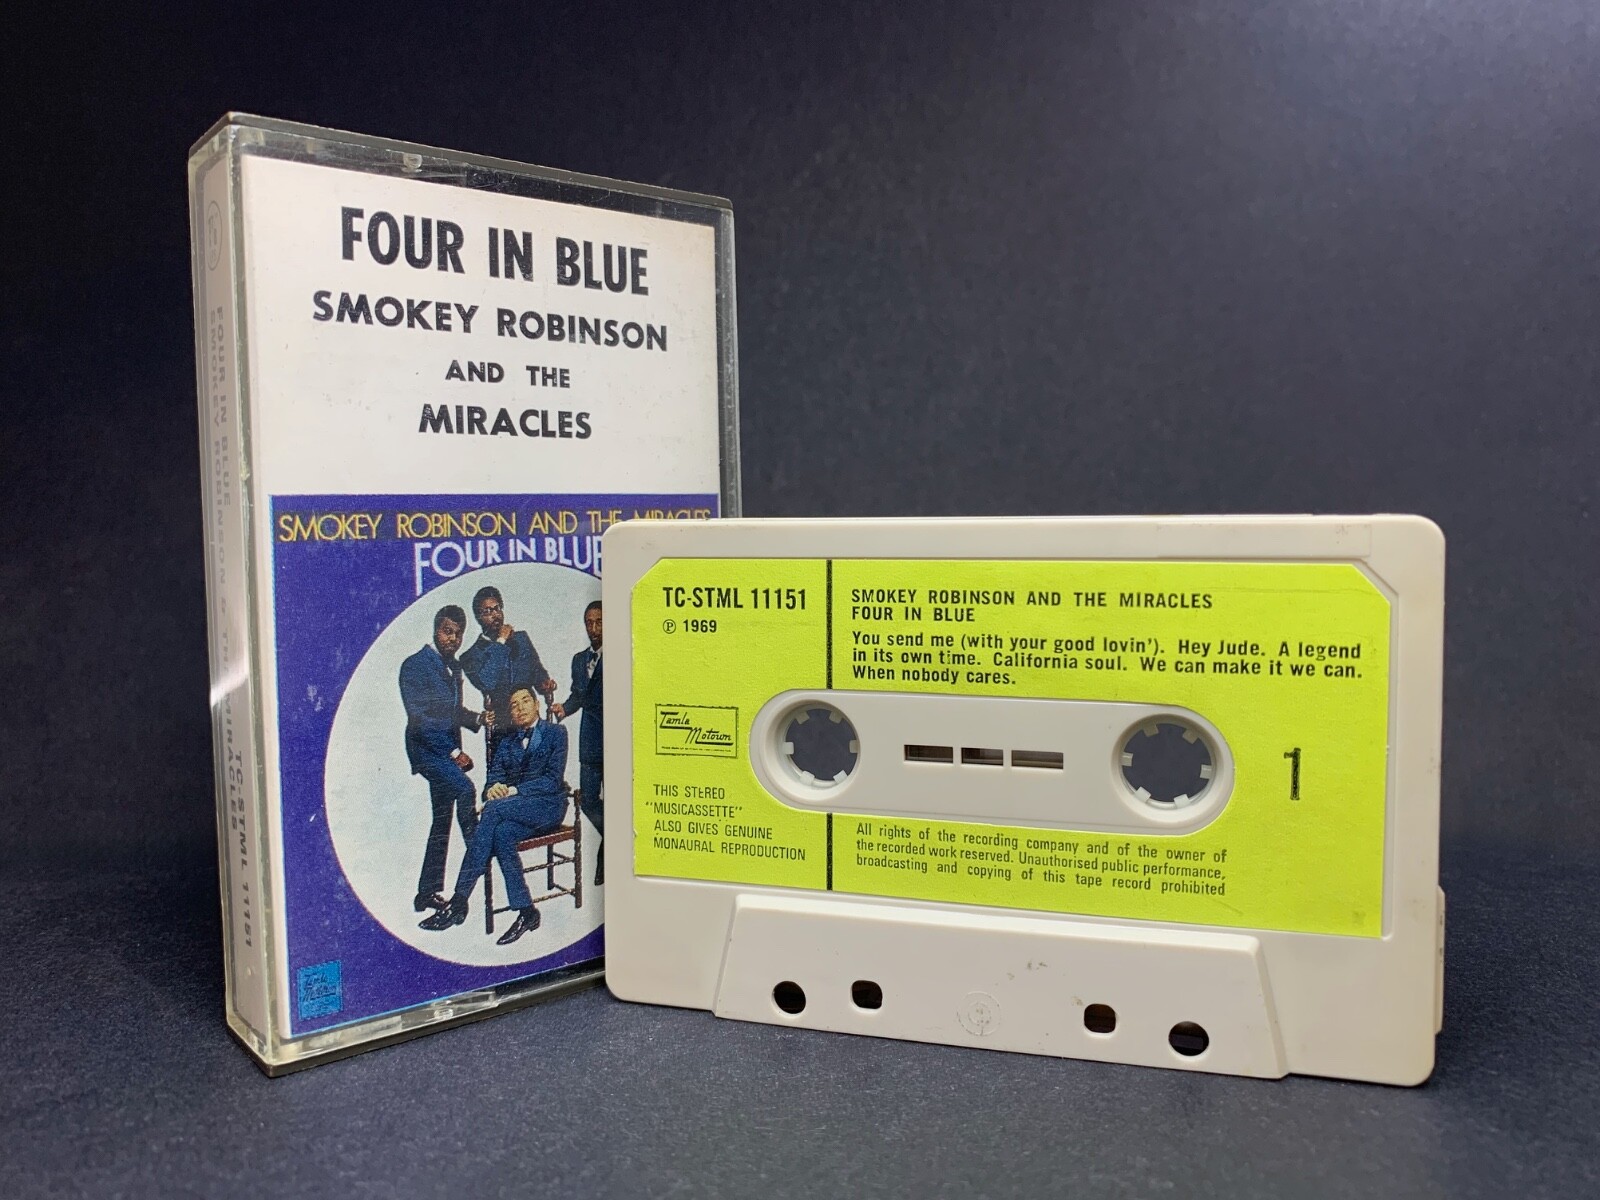 FOUR IN BLUE
SMOKEY ROBINSON
AND THE
MIRACLES
SMOKEY ROBINSON AND THE MIRACLES
FOUR IN BLUE
Tamla
Motown
FOUR IN BLUE
SMOKEY ROBINSON & THE MIRACLES
TC-STML 11151
TC-STML 11151
℗ 1969
SMOKEY ROBINSON AND THE MIRACLES
FOUR IN BLUE
You send me (with your good lovin'). Hey Jude. A legend
in its own time. California soul. We can make it we can.
When nobody cares.
Tamla
Motown
1
THIS STEREO
"MUSICASSETTE"
ALSO GIVES GENUINE
MONAURAL REPRODUCTION
All rights of the recording company and of the owner of
the recorded work reserved. Unauthorised public performance,
broadcasting and copying of this tape record prohibited